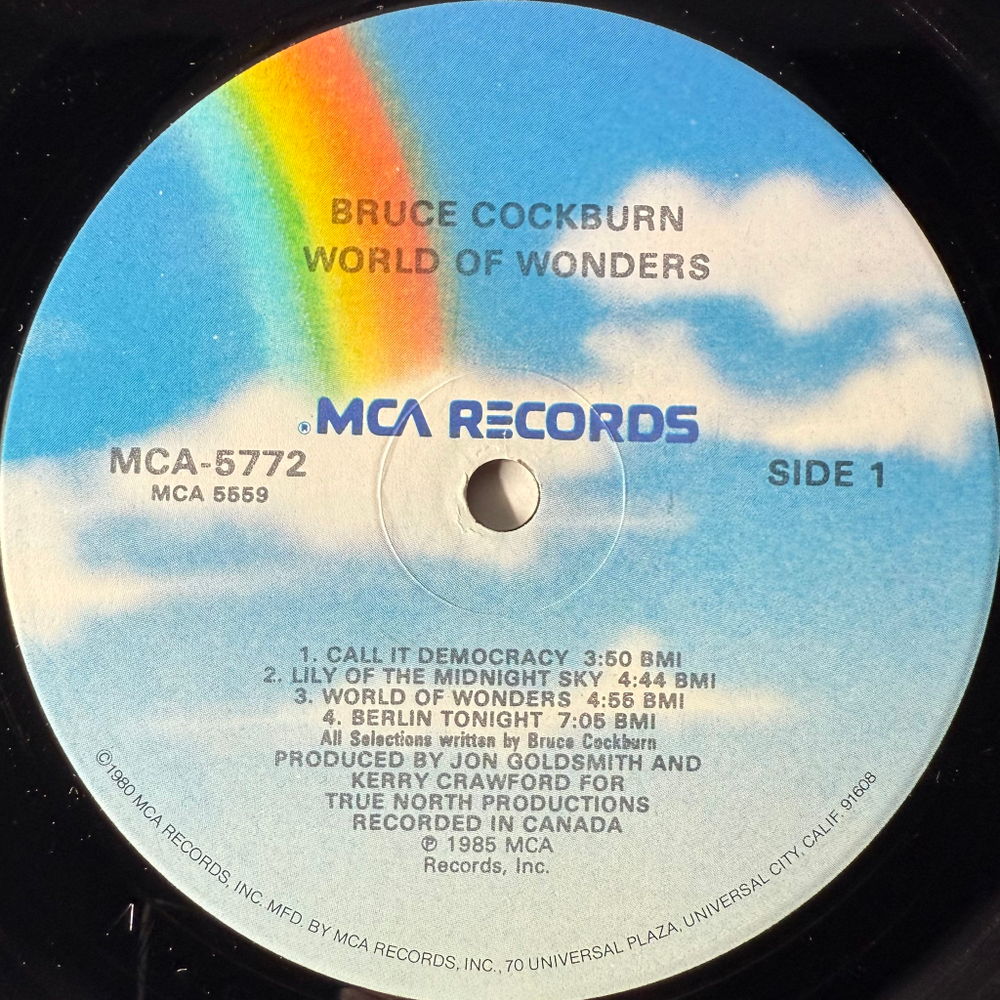 BRUCE COCKBURN
WORLD OF WONDERS
® MCA RECORDS
MCA-5772
MCA 5559
SIDE 1
1. CALL IT DEMOCRACY 3:50 BMI
2. LILY OF THE MIDNIGHT SKY 4:44 BMI
3. WORLD OF WONDERS 4:55 BMI
4. BERLIN TONIGHT 7:05 BMI
All Selections written by Bruce Cockburn
PRODUCED BY JON GOLDSMITH AND
KERRY CRAWFORD FOR
TRUE NORTH PRODUCTIONS
RECORDED IN CANADA
℗ 1985 MCA
Records, Inc.
©1980 MCA RECORDS, INC. MFD. BY MCA RECORDS, INC., 70 UNIVERSAL PLAZA, UNIVERSAL CITY, CALIF. 91608